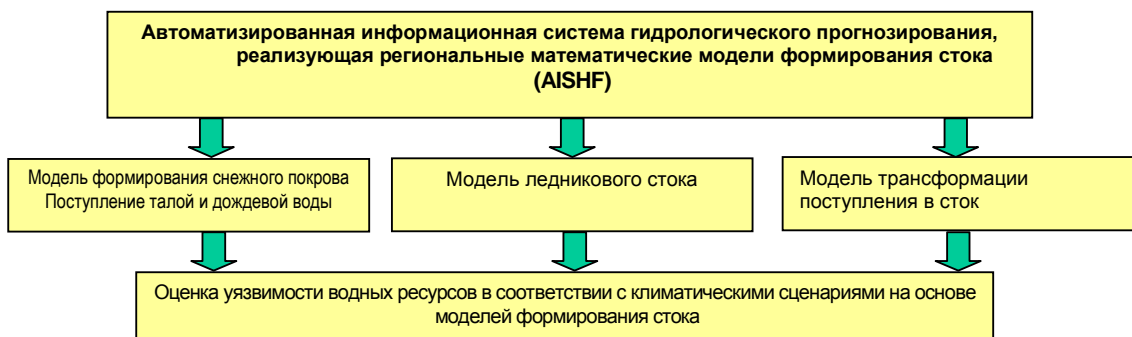 Автоматизированная информационная система гидрологического прогнозирования,
реализующая региональные математические модели формирования стока
(AISHF)
Модель формирования снежного покрова
Поступление талой и дождевой воды
Модель ледникового стока
Модель трансформации
поступления в сток
Оценка уязвимости водных ресурсов в соответствии с климатическими сценариями на основе
моделей формирования стока